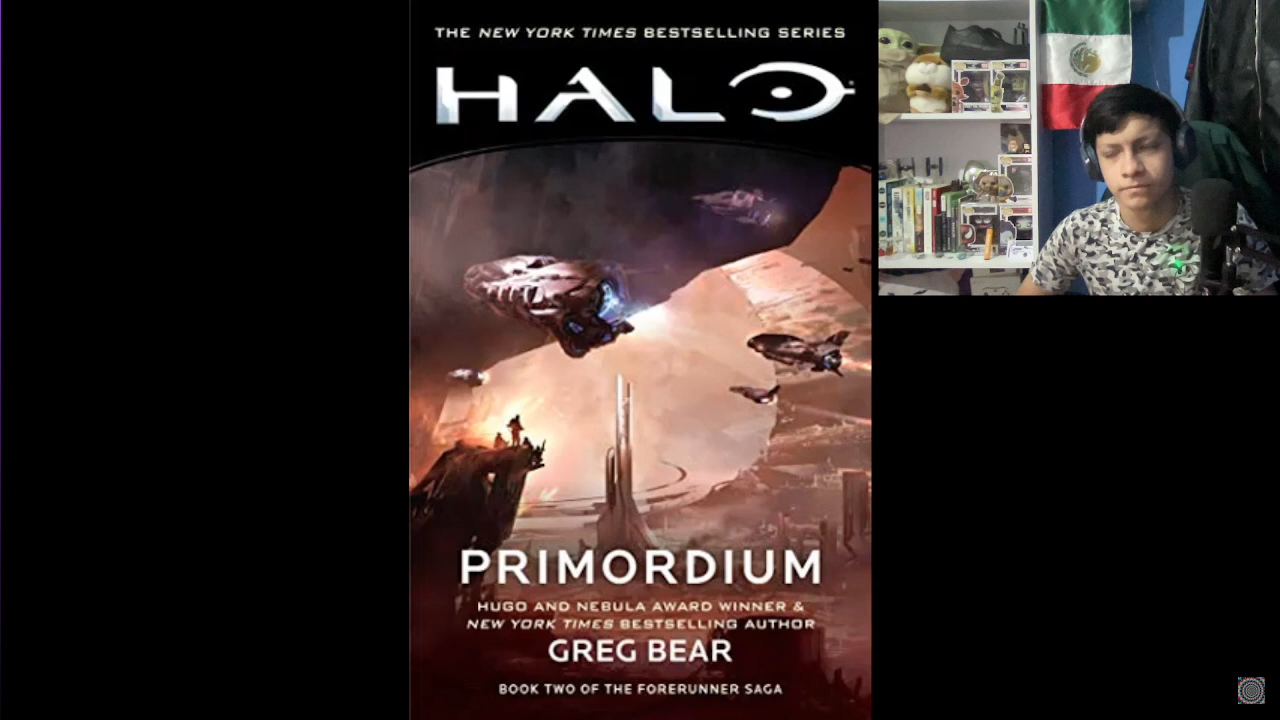 THE NEW YORK TIMES BESTSELLING SERIES
HALO
PRIMORDIUM
HUGO AND NEBULA AWARD WINNER &
NEW YORK TIMES BESTSELLING AUTHOR
GREG BEAR
BOOK TWO OF THE FORERUNNER SAGA